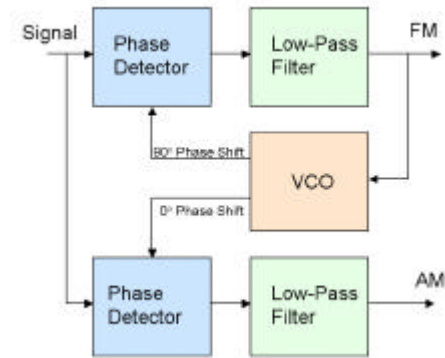 Signal
Phase
Detector
Low-Pass
Filter
FM
90° Phase Shift
VCO
0° Phase Shift
Phase
Detector
Low-Pass
Filter
AM